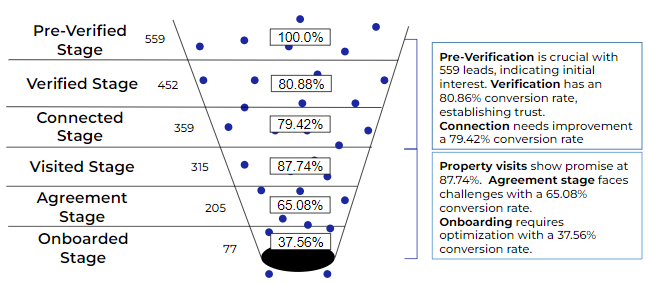 Pre-Verified
Stage
559
100.0%
Verified Stage
452
80.88%
Connected
Stage
359
79.42%
Visited Stage
315
87.74%
Agreement
Stage
205
65.08%
Onboarded
Stage
77
37.56%
Pre-Verification is crucial with
559 leads, indicating initial
interest. Verification has an
80.86% conversion rate,
establishing trust.
Connection needs improvement
a 79.42% conversion rate
Property visits show promise at
87.74%. Agreement stage faces
challenges with a 65.08%
conversion rate.
Onboarding requires
optimization with a 37.56%
conversion rate.